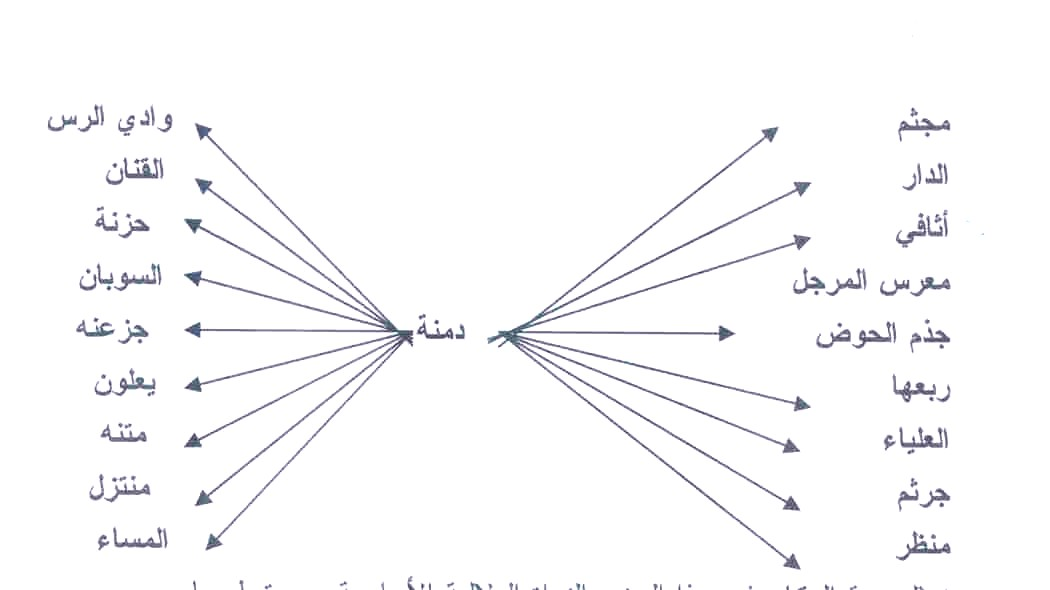 مجثم
الدار
أثافي
معرس المرجل
جذم الحوض
ربعها
العلياء
جرثم
منظر
دمنة
وادي الرس
القنان
حزنة
السوبان
جزعنه
يعلون
متنه
منتزل
المساء